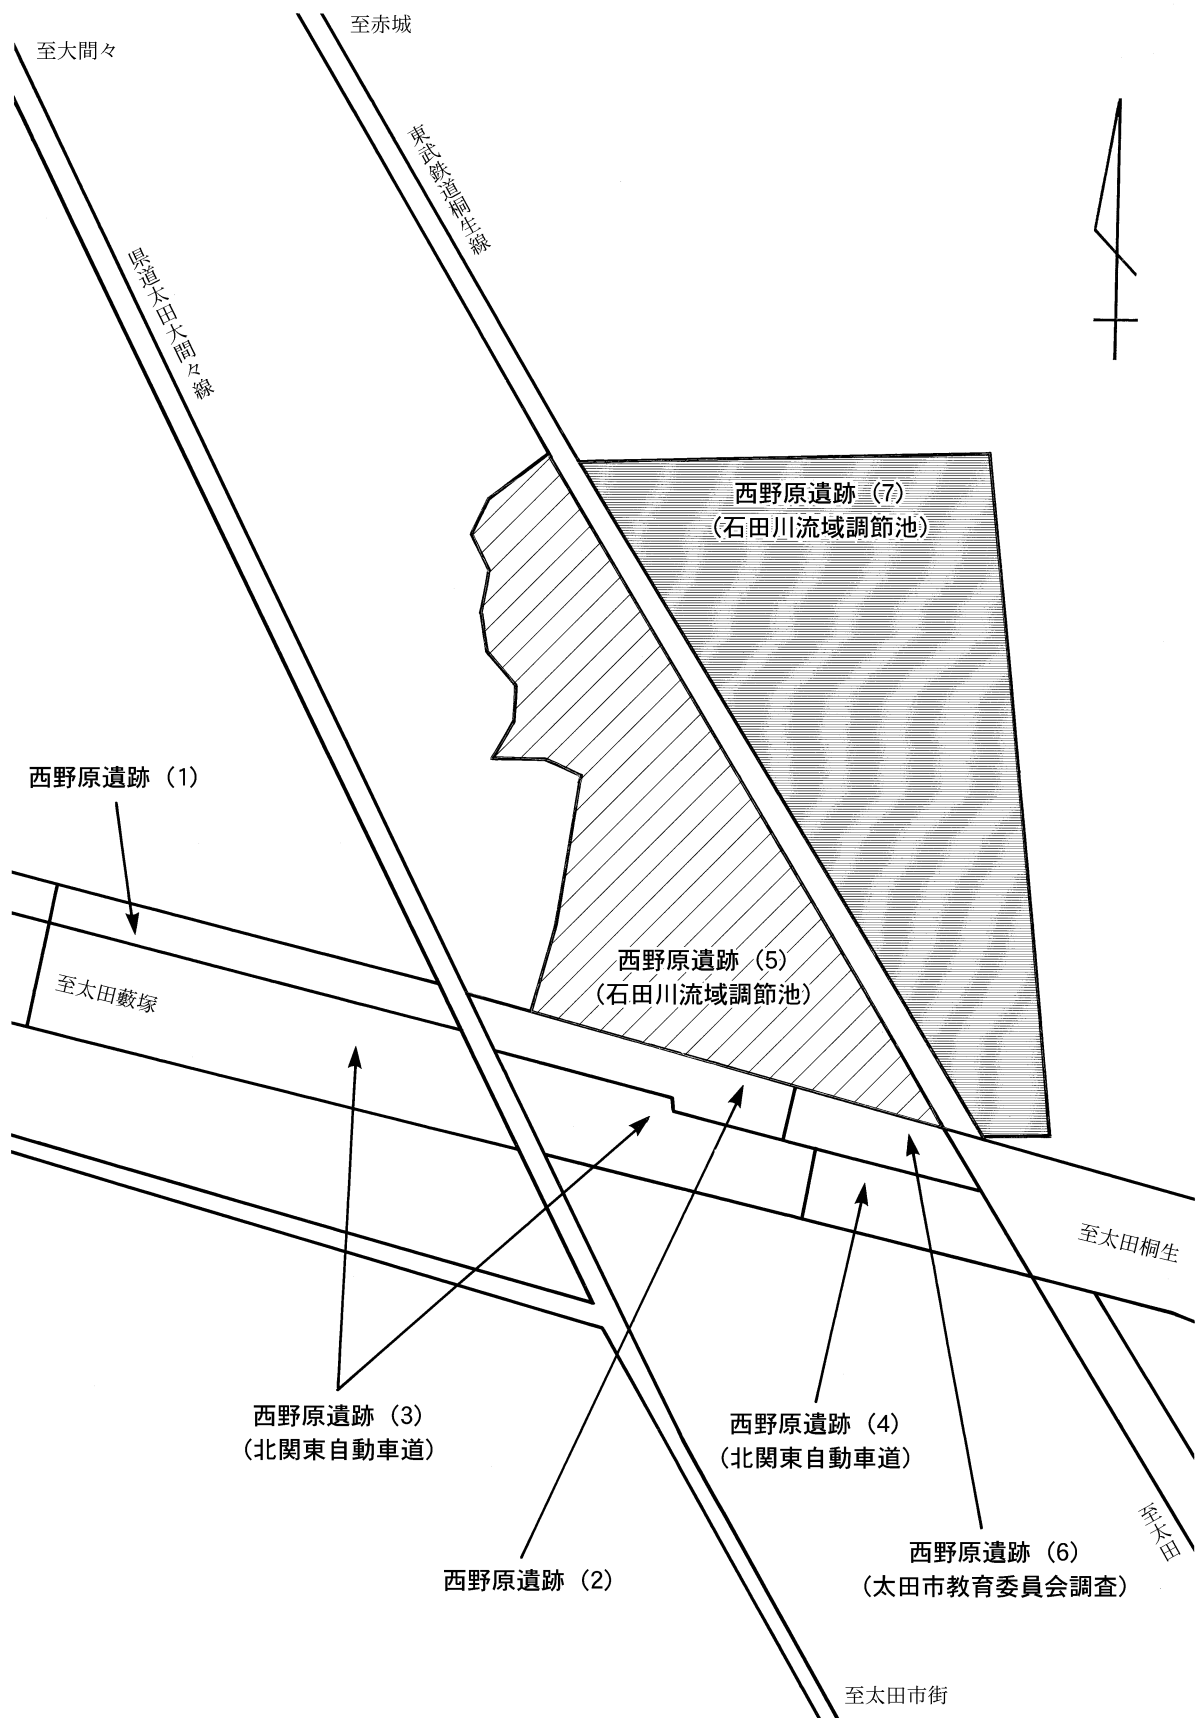 至赤城
至大間々
東武鉄道桐生線
県道太田大間々線
西野原遺跡（7）
（石田川流域調節池）
西野原遺跡（1）
西野原遺跡（5）
（石田川流域調節池）
至太田藪塚
至太田桐生
西野原遺跡（3）
（北関東自動車道）
西野原遺跡（4）
（北関東自動車道）
至太田
西野原遺跡（6）
（太田市教育委員会調査）
西野原遺跡（2）
至太田市街